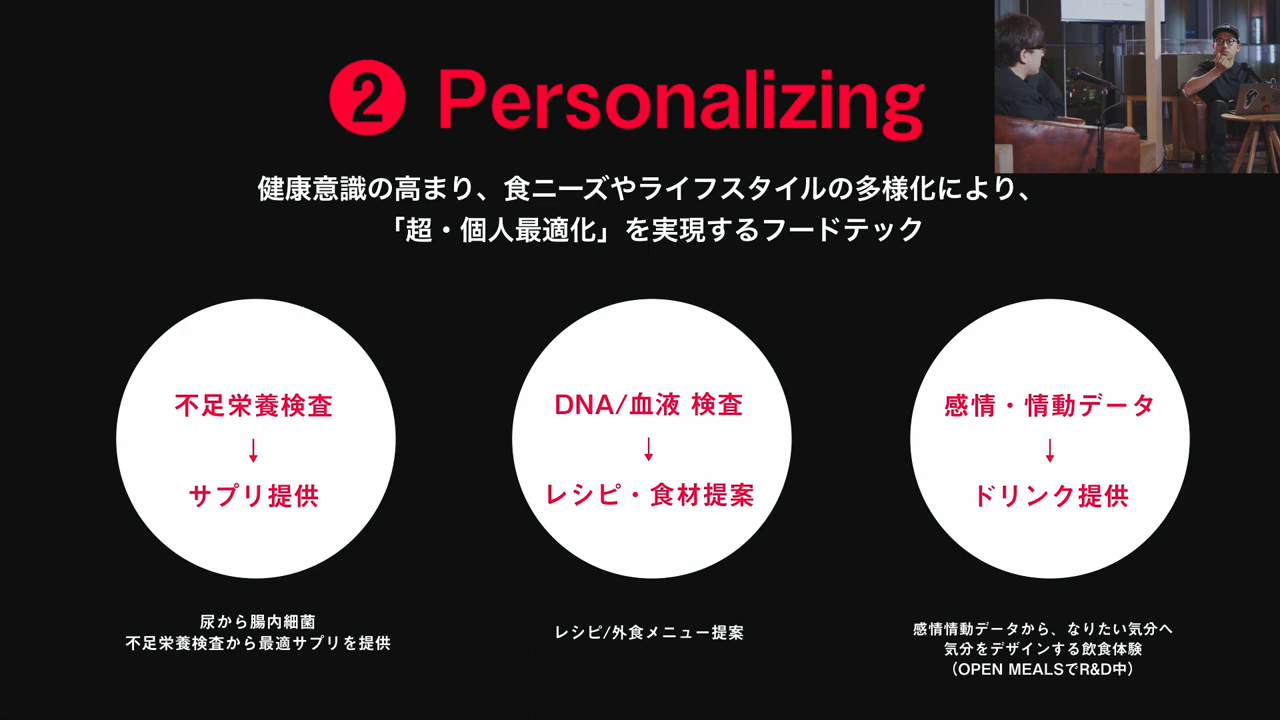 ❷ Personalizing
健康意識の高まり、食ニーズやライフスタイルの多様化により、
「超・個人最適化」を実現するフードテック
不足栄養検査
↓
サプリ提供
尿から腸内細菌
不足栄養検査から最適サプリを提供
DNA/血液 検査
↓
レシピ・食材提案
レシピ/外食メニュー提案
感情・情動データ
↓
ドリンク提供
感情情動データから、なりたい気分へ
気分をデザインする飲食体験
（OPEN MEALSでR&D中）